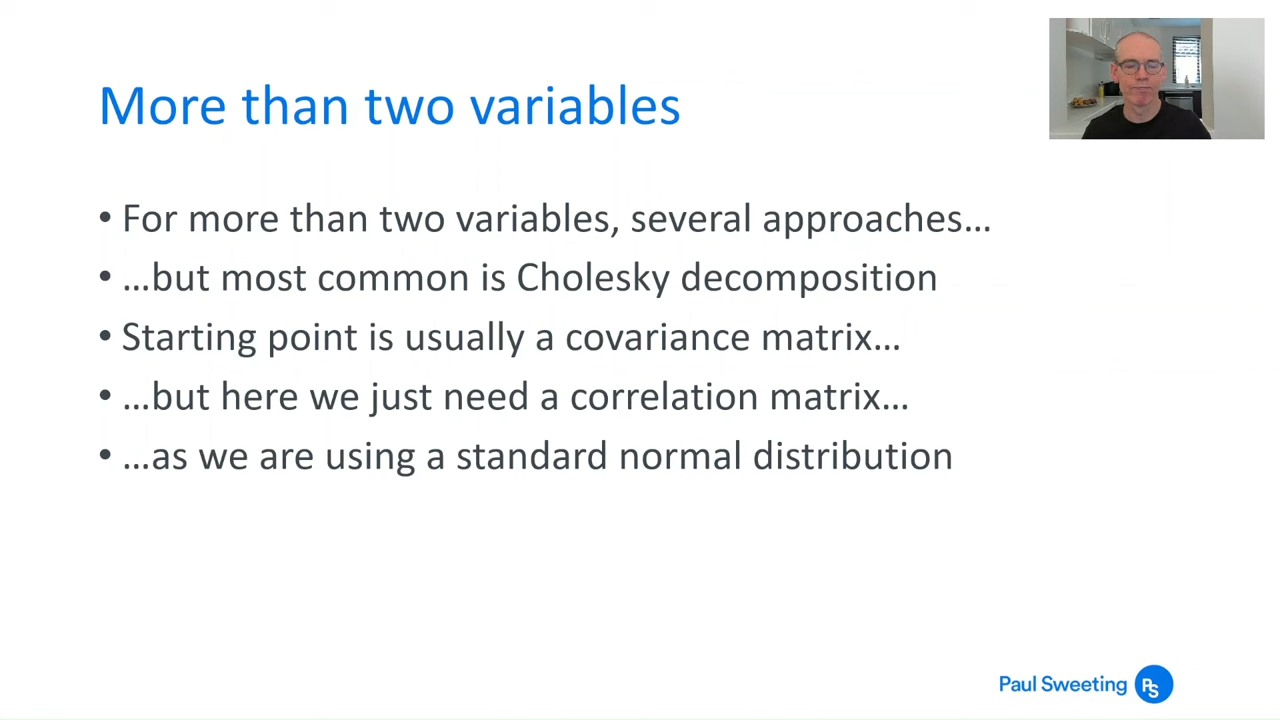 More than two variables
• For more than two variables, several approaches…
• …but most common is Cholesky decomposition
• Starting point is usually a covariance matrix…
• …but here we just need a correlation matrix…
• …as we are using a standard normal distribution
Paul Sweeting PS